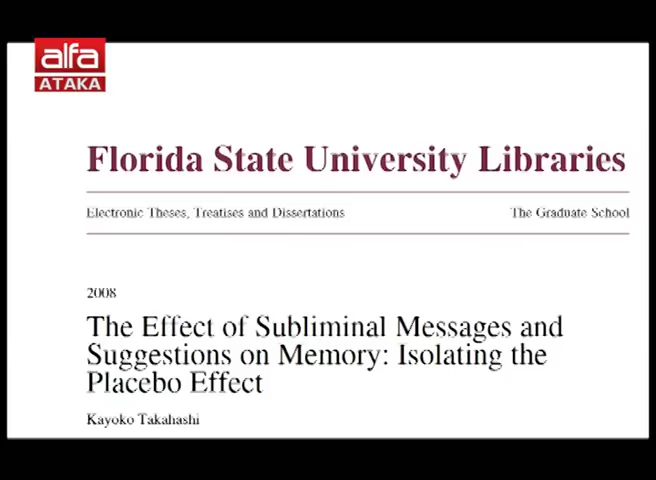 alfa
ATAKA
Florida State University Libraries
Electronic Theses, Treatises and Dissertations The Graduate School
2008
The Effect of Subliminal Messages and
Suggestions on Memory: Isolating the
Placebo Effect
Kayoko Takahashi